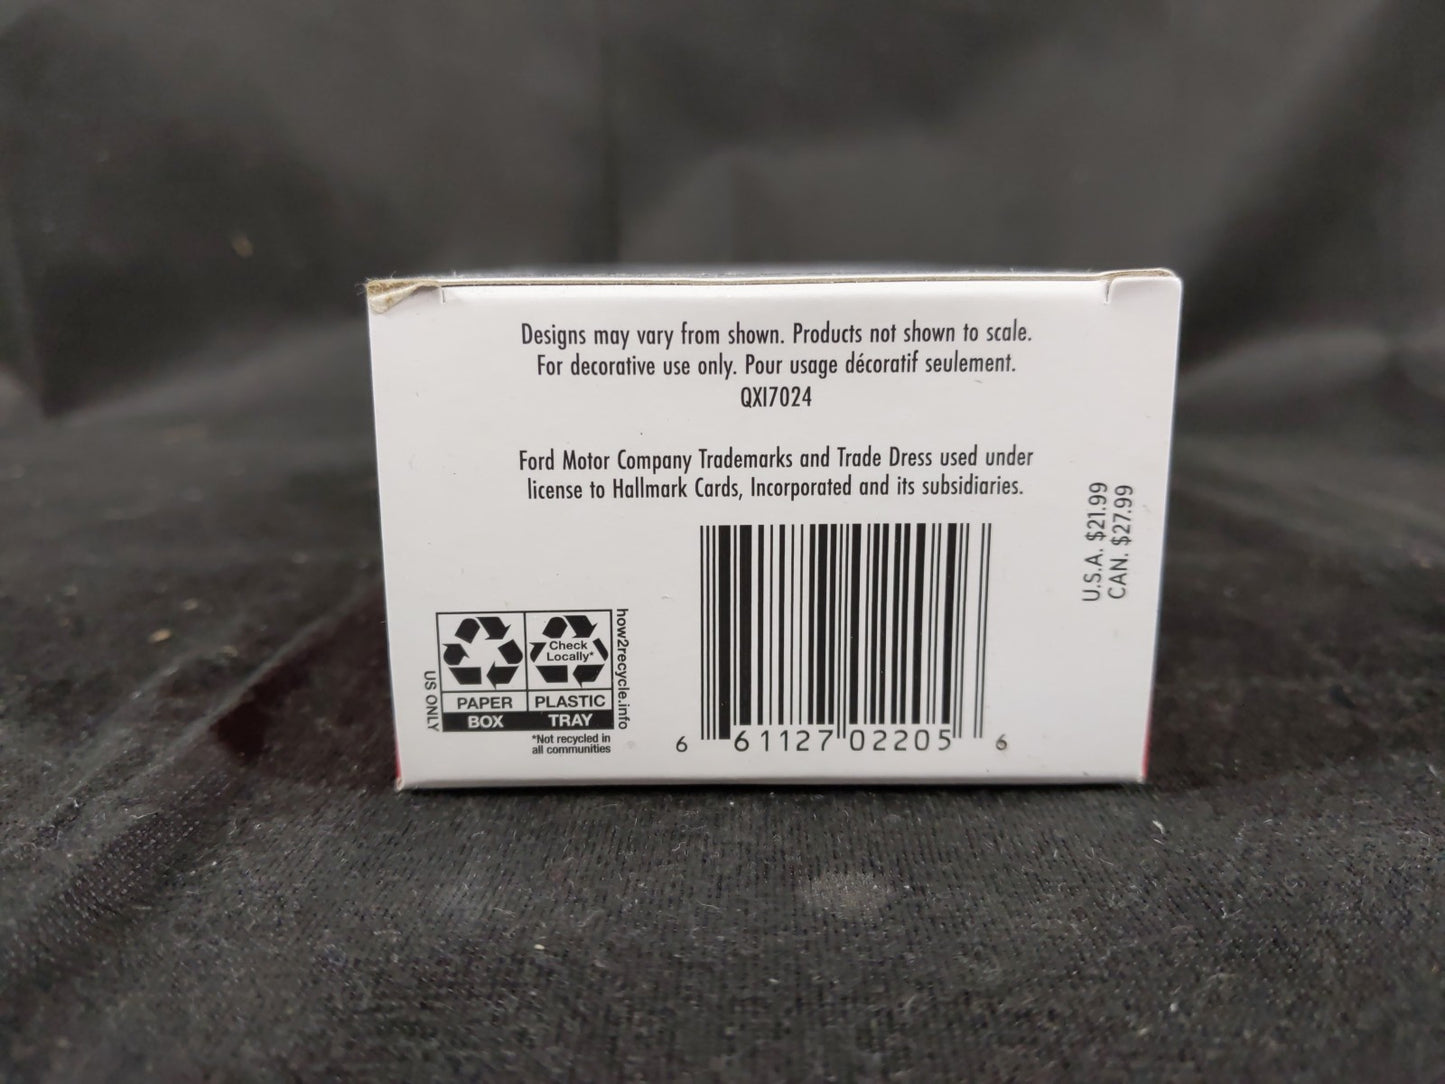 Designs may vary from shown. Products not shown to scale.
For decorative use only. Pour usage décoratif seulement.
QXI7024
Ford Motor Company Trademarks and Trade Dress used under
license to Hallmark Cards, Incorporated and its subsidiaries.
U.S.A. $21.99
CAN. $27.99
US ONLY
Check
Locally*
PAPER
PLASTIC
BOX
TRAY
how2recycle.info
*Not recycled in
all communities
6 61127 02205 6